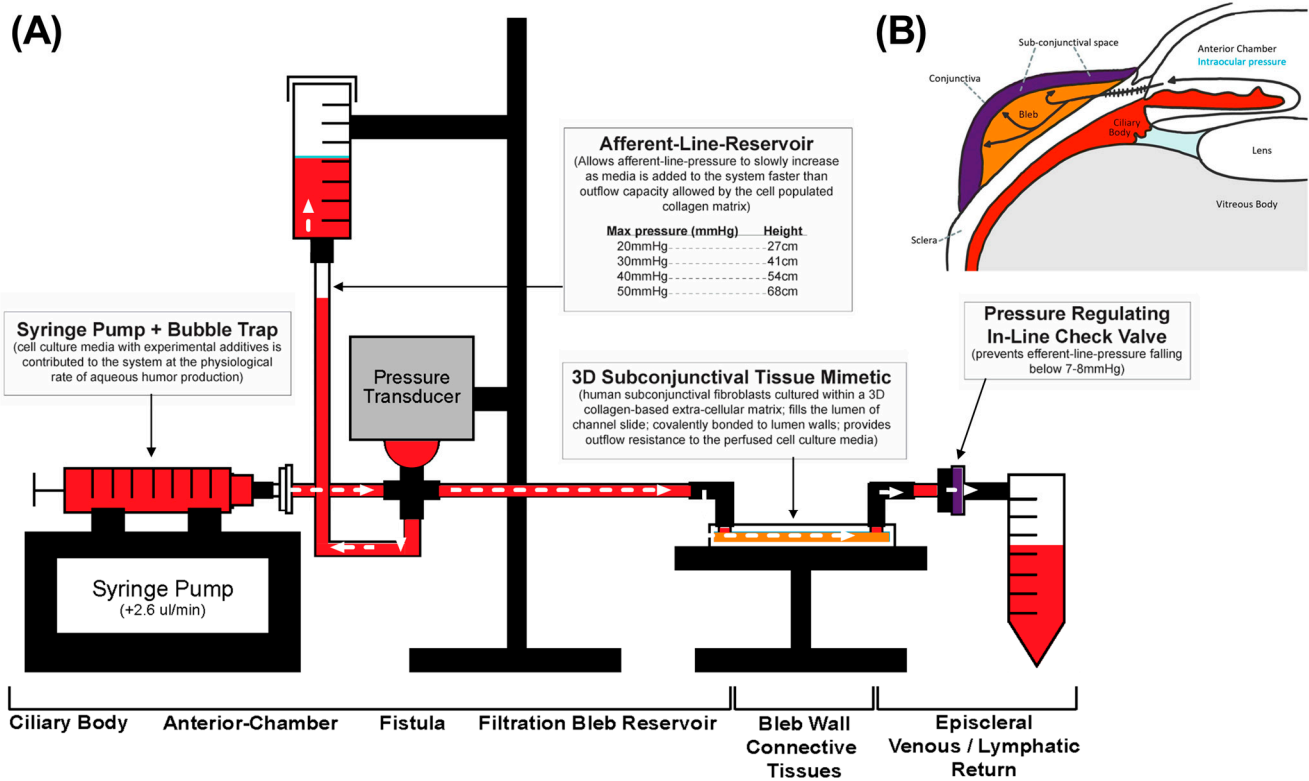 (A)
(B)
Sub-conjunctival space
Anterior Chamber
Intraocular pressure
Conjunctiva
Bleb
Ciliary
Body
Lens
Vitreous Body
Sclera
Afferent-Line-Reservoir
(Allows afferent-line-pressure to slowly increase
as media is added to the system faster than
outflow capacity allowed by the cell populated
collagen matrix)
Max pressure (mmHg) Height
20mmHg 27cm
30mmHg 41cm
40mmHg 54cm
50mmHg 68cm
Syringe Pump + Bubble Trap
(cell culture media with experimental additives is
contributed to the system at the physiological
rate of aqueous humor production)
Pressure
Transducer
3D Subconjunctival Tissue Mimetic
(human subconjunctival fibroblasts cultured within a 3D
collagen-based extra-cellular matrix; fills the lumen of
channel slide; covalently bonded to lumen walls; provides
outflow resistance to the perfused cell culture media)
Pressure Regulating
In-Line Check Valve
(prevents efferent-line-pressure falling
below 7-8mmHg)
Syringe Pump
(+2.6 ul/min)
Ciliary Body Anterior-Chamber Fistula Filtration Bleb Reservoir
Bleb Wall
Connective
Tissues
Episcleral
Venous / Lymphatic
Return